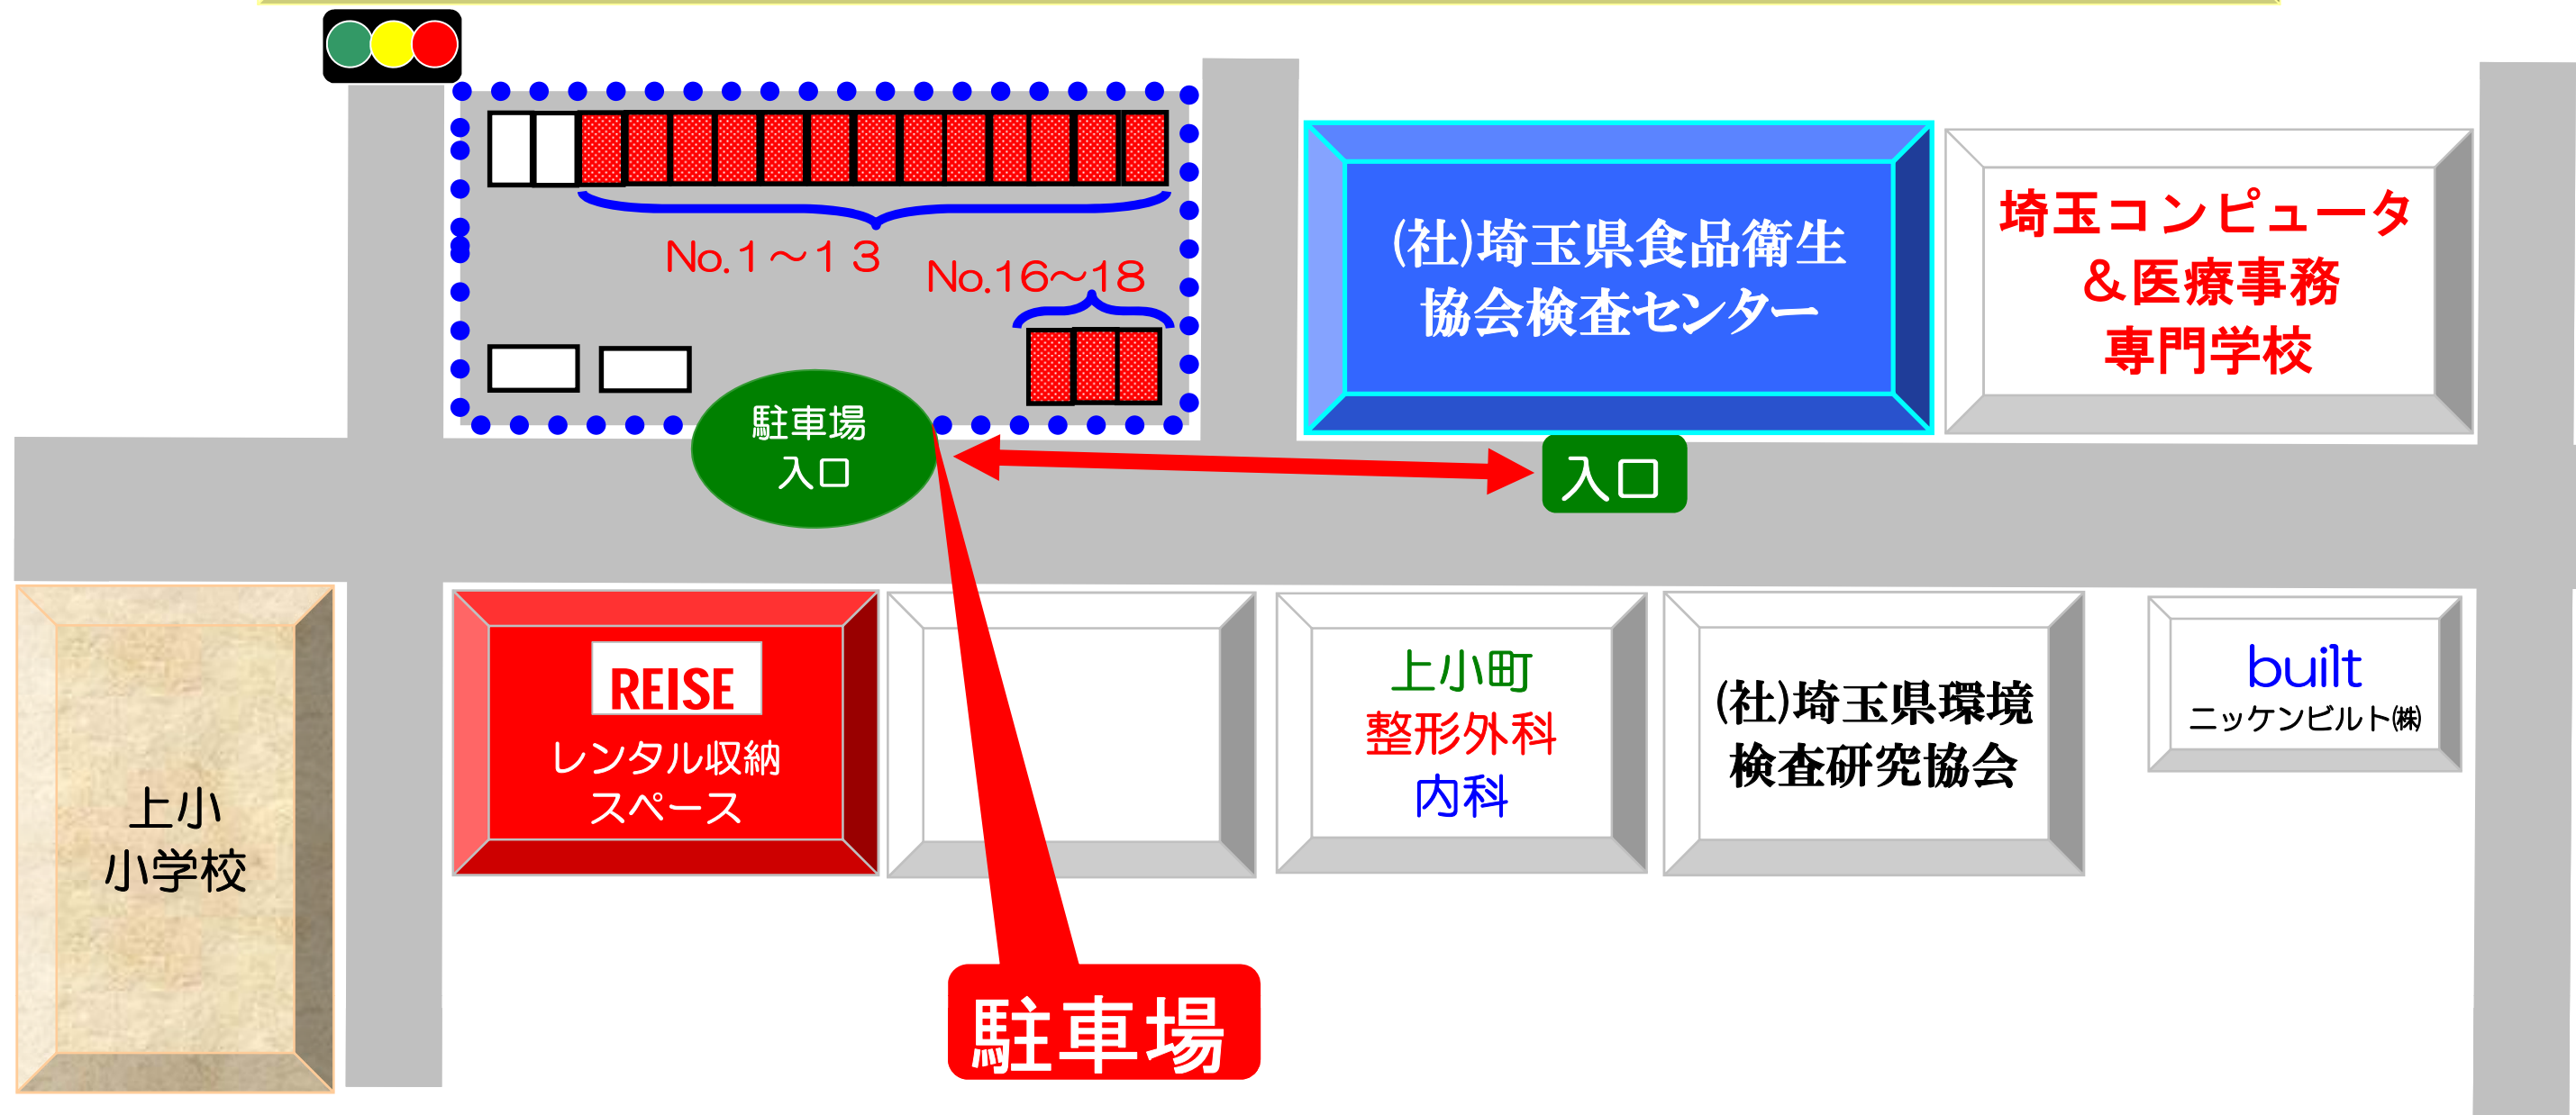 No.1～13
No.16～18
駐車場
入口
(社)埼玉県食品衛生
協会検査センター
入口
埼玉コンピュータ
&医療事務
専門学校
上小
小学校
REISE
レンタル収納
スペース
上小町
整形外科
内科
(社)埼玉県環境
検査研究協会
built
ニッケンビルト㈱
駐車場